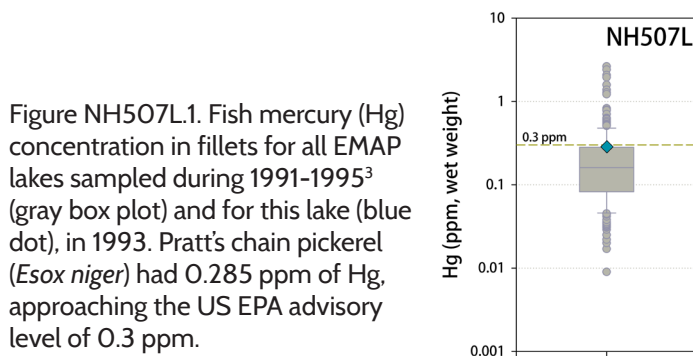 Figure NH507L.1. Fish mercury (Hg)
concentration in fillets for all EMAP
lakes sampled during 1991-1995³
(gray box plot) and for this lake (blue
dot), in 1993. Pratt's chain pickerel
(Esox niger) had 0.285 ppm of Hg,
approaching the US EPA advisory
level of 0.3 ppm.
Hg (ppm, wet weight)
10
NH507L
1
0.3 ppm
0.1
0.01
0.001